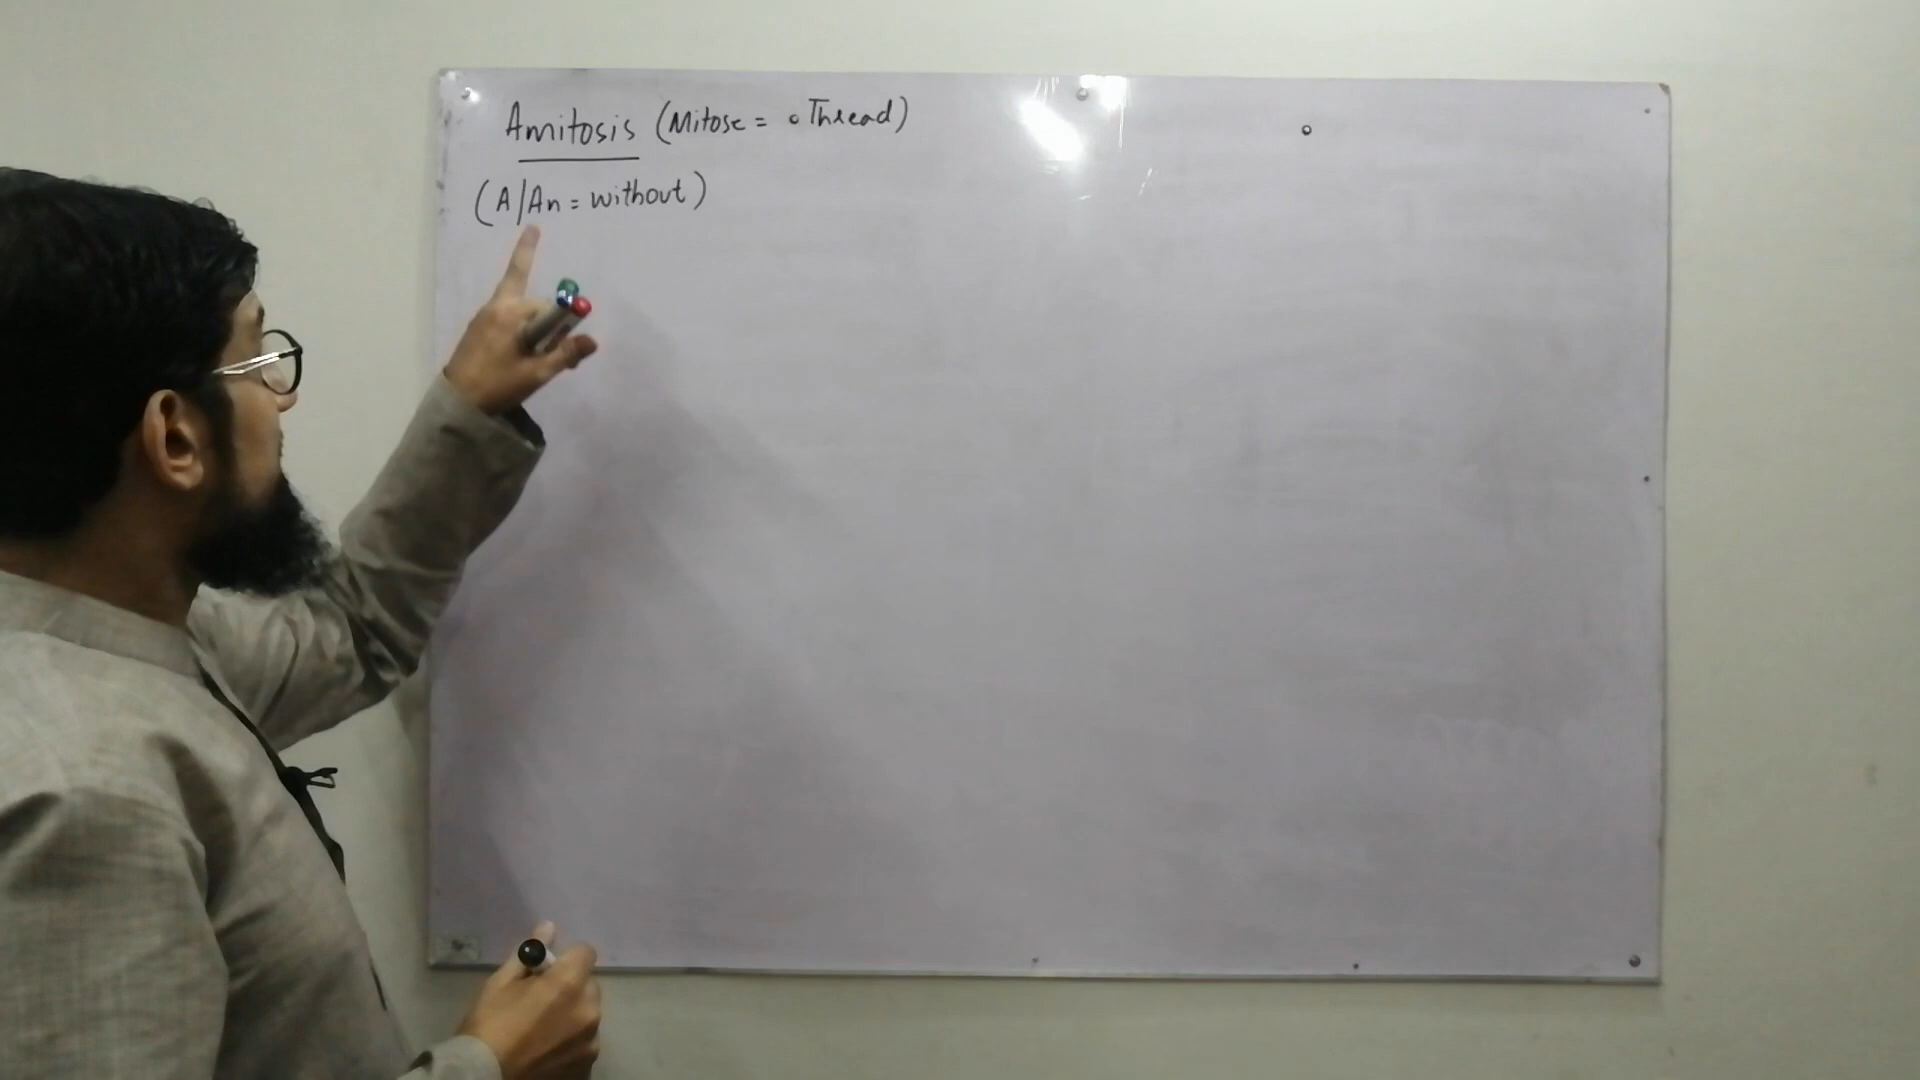 Amitosis (Mitose = Thread)
(A/An = without)